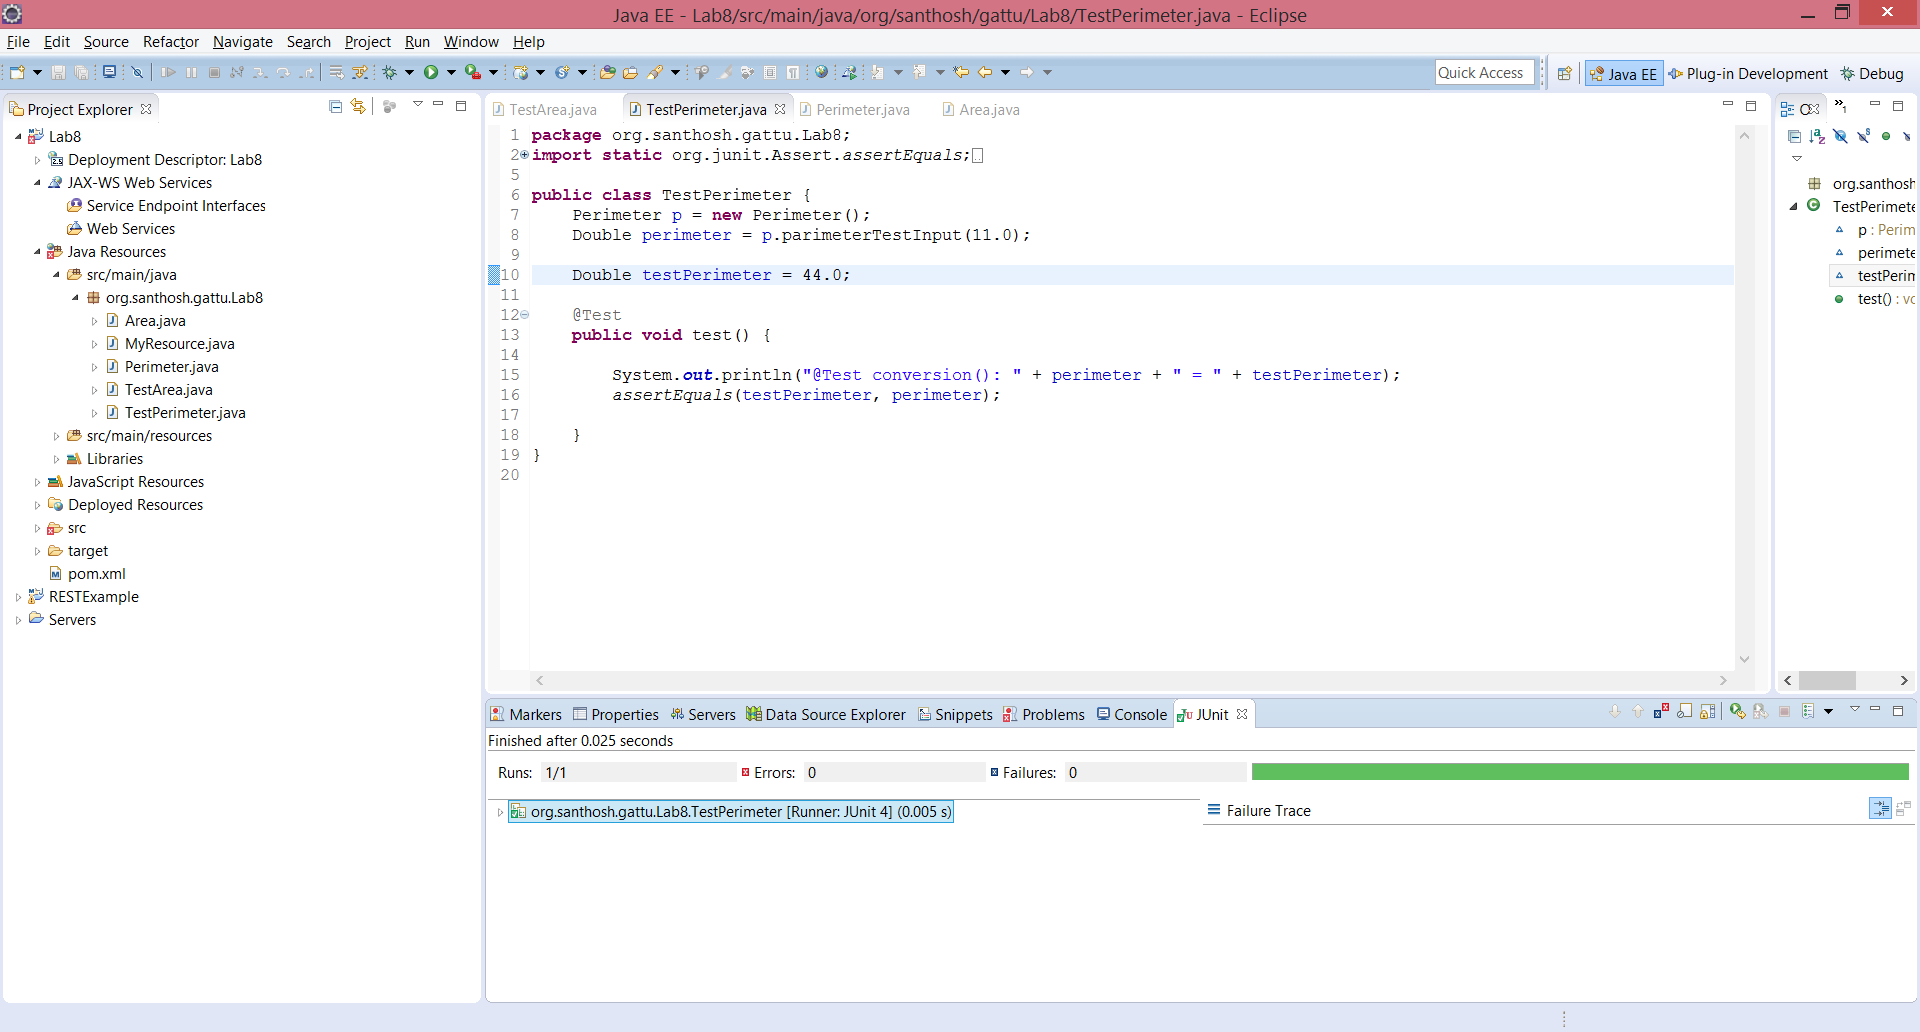 Java EE - Lab8/src/main/java/org/santhosh/gattu/Lab8/TestPerimeter.java - Eclipse
File Edit Source Refactor Navigate Search Project Run Window Help
Quick Access
Java EE
Plug-in Development
Debug
Project Explorer
Lab8
Deployment Descriptor: Lab8
JAX-WS Web Services
Service Endpoint Interfaces
Web Services
Java Resources
src/main/java
org.santhosh.gattu.Lab8
Area.java
MyResource.java
Perimeter.java
TestArea.java
TestPerimeter.java
src/main/resources
Libraries
JavaScript Resources
Deployed Resources
src
target
pom.xml
RESTExample
Servers
TestArea.java TestPerimeter.java Perimeter.java Area.java
1 package org.santhosh.gattu.Lab8;
2 import static org.junit.Assert.assertEquals;
5
6 public class TestPerimeter {
7 Perimeter p = new Perimeter();
8 Double perimeter = p.parimeterTestInput(11.0);
9
10 Double testPerimeter = 44.0;
11
12 @Test
13 public void test() {
14
15 System.out.println("@Test conversion(): " + perimeter + " = " + testPerimeter);
16 assertEquals(testPerimeter, perimeter);
17
18 }
19 }
20
org.santhosh
TestPerimete
p : Perim
perimete
testPerim
test() : vo
Markers Properties Servers Data Source Explorer Snippets Problems Console JUnit
Finished after 0.025 seconds
Runs: 1/1 Errors: 0 Failures: 0
org.santhosh.gattu.Lab8.TestPerimeter [Runner: JUnit 4] (0.005 s)
Failure Trace